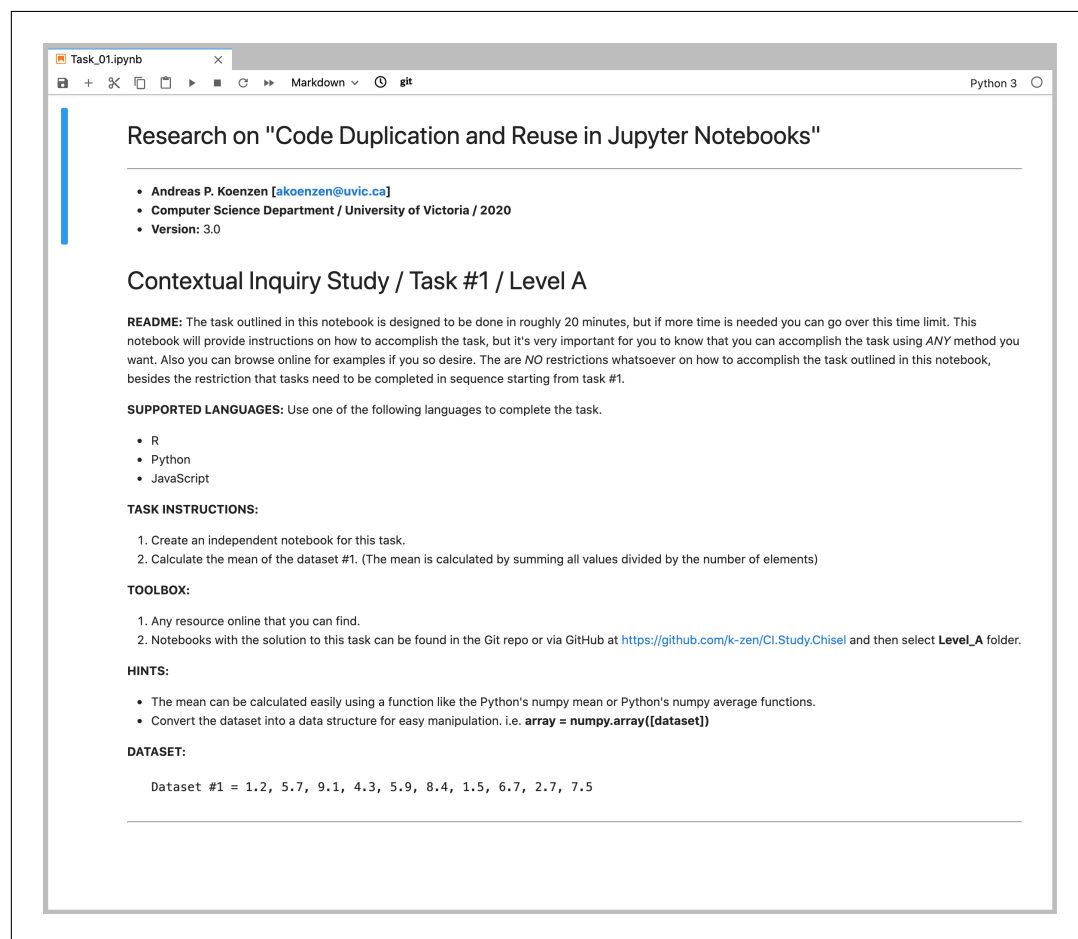 Task_01.ipynb
Markdown
git
Python 3
Research on "Code Duplication and Reuse in Jupyter Notebooks"
• Andreas P. Koenzen [akoenzen@uvic.ca]
• Computer Science Department / University of Victoria / 2020
• Version: 3.0
Contextual Inquiry Study / Task #1 / Level A
README: The task outlined in this notebook is designed to be done in roughly 20 minutes, but if more time is needed you can go over this time limit. This
notebook will provide instructions on how to accomplish the task, but it's very important for you to know that you can accomplish the task using ANY method you
want. Also you can browse online for examples if you so desire. The are NO restrictions whatsoever on how to accomplish the task outlined in this notebook,
besides the restriction that tasks need to be completed in sequence starting from task #1.
SUPPORTED LANGUAGES: Use one of the following languages to complete the task.
• R
• Python
• JavaScript
TASK INSTRUCTIONS:
1. Create an independent notebook for this task.
2. Calculate the mean of the dataset #1. (The mean is calculated by summing all values divided by the number of elements)
TOOLBOX:
1. Any resource online that you can find.
2. Notebooks with the solution to this task can be found in the Git repo or via GitHub at https://github.com/k-zen/CI.Study.Chisel and then select Level_A folder.
HINTS:
• The mean can be calculated easily using a function like the Python's numpy mean or Python's numpy average functions.
• Convert the dataset into a data structure for easy manipulation. i.e. array = numpy.array([dataset])
DATASET:
Dataset #1 = 1.2, 5.7, 9.1, 4.3, 5.9, 8.4, 1.5, 6.7, 2.7, 7.5